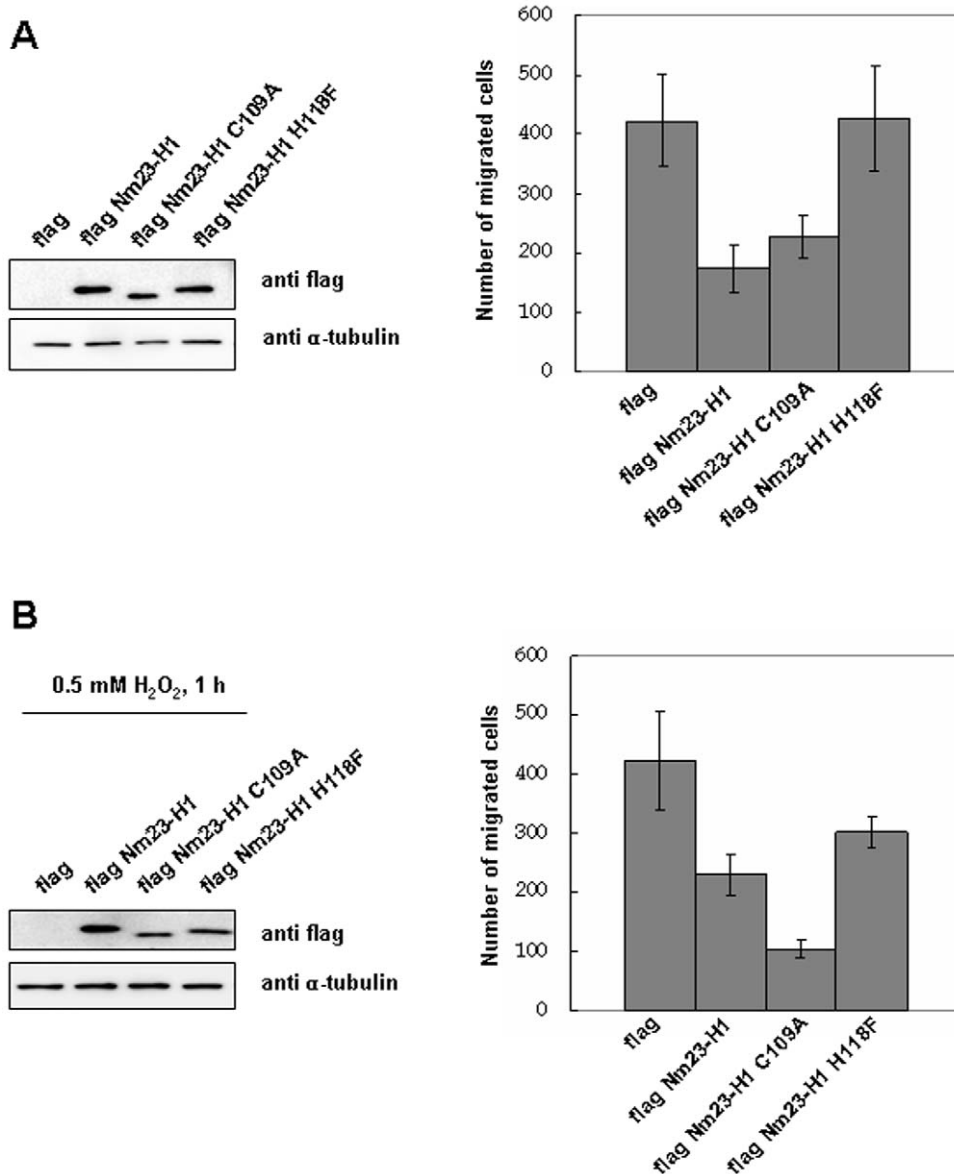 A
flag
flag Nm23-H1
flag Nm23-H1 C109A
flag Nm23-H1 H118F
anti flag
anti α-tubulin
Number of migrated cells
600
500
400
300
200
100
0
flag
flag Nm23-H1
flag Nm23-H1 C109A
flag Nm23-H1 H118F
B
0.5 mM H₂O₂, 1 h
flag
flag Nm23-H1
flag Nm23-H1 C109A
flag Nm23-H1 H118F
anti flag
anti α-tubulin
Number of migrated cells
600
500
400
300
200
100
0
flag
flag Nm23-H1
flag Nm23-H1 C109A
flag Nm23-H1 H118F